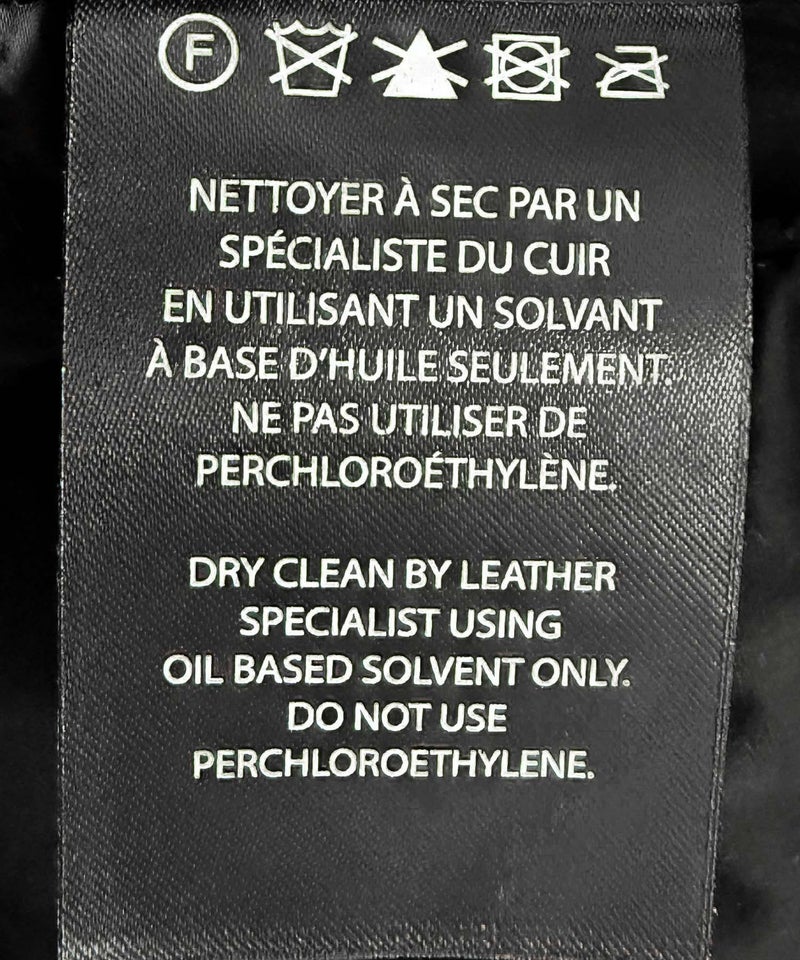 F
NETTOYER À SEC PAR UN
SPÉCIALISTE DU CUIR
EN UTILISANT UN SOLVANT
À BASE D'HUILE SEULEMENT.
NE PAS UTILISER DE
PERCHLOROÉTHYLÈNE.
DRY CLEAN BY LEATHER
SPECIALIST USING
OIL BASED SOLVENT ONLY.
DO NOT USE
PERCHLOROETHYLENE.